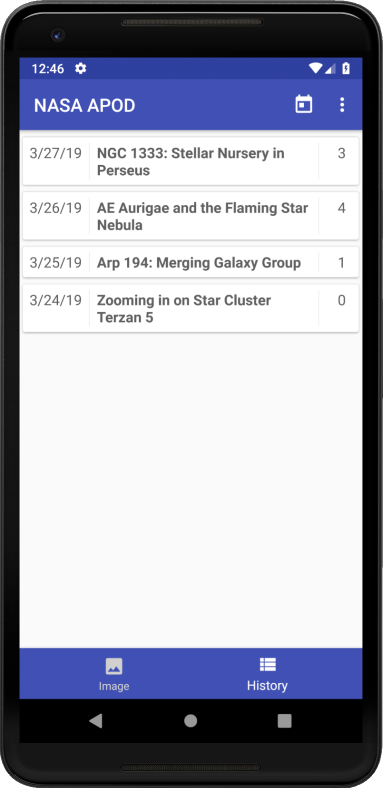 12:46
NASA APOD
3/27/19 NGC 1333: Stellar Nursery in 3
Perseus
3/26/19 AE Aurigae and the Flaming Star 4
Nebula
3/25/19 Arp 194: Merging Galaxy Group 1
3/24/19 Zooming in on Star Cluster 0
Terzan 5
Image History